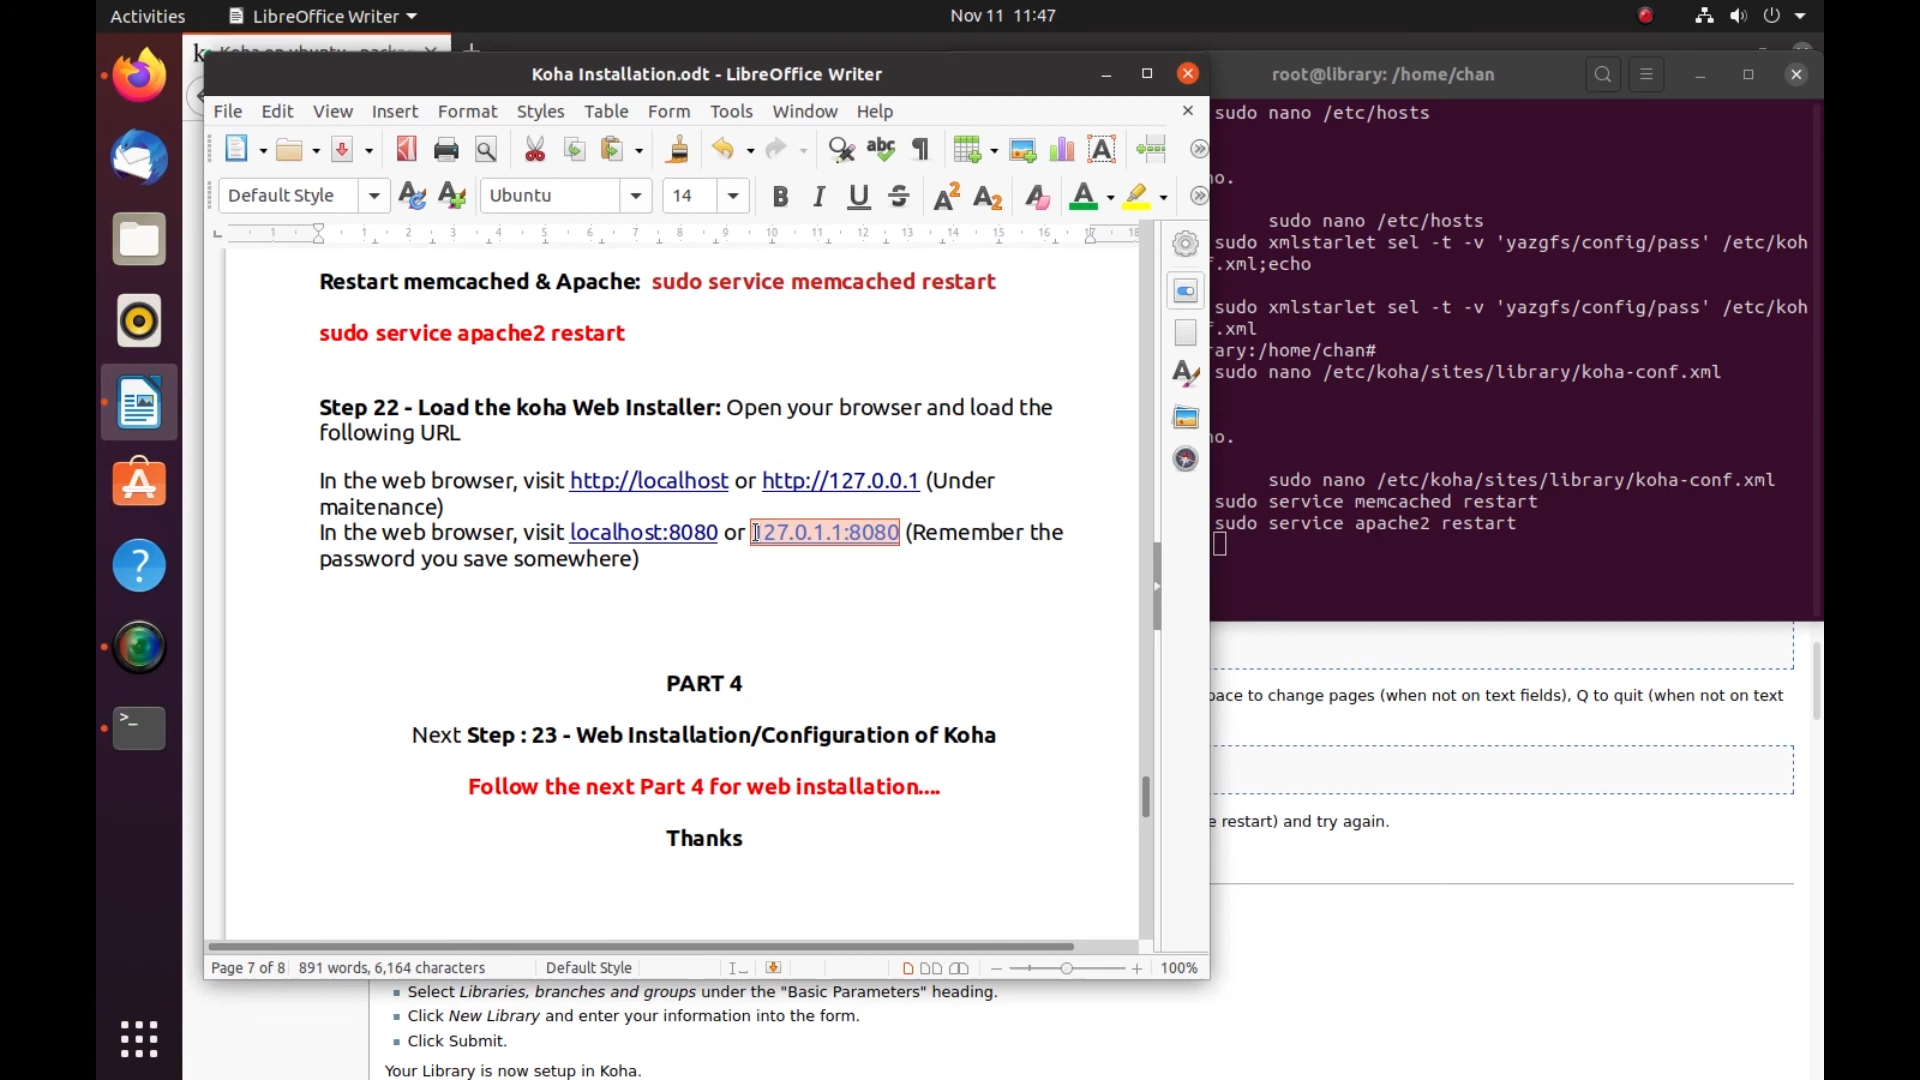 Activities
LibreOffice Writer
Nov 11 11:47
Koha Installation.odt - LibreOffice Writer
root@library: /home/chan
File Edit View Insert Format Styles Table Form Tools Window Help
Default Style
Ubuntu
14
Restart memcached & Apache: sudo service memcached restart
sudo service apache2 restart
Step 22 - Load the koha Web Installer: Open your browser and load the
following URL
In the web browser, visit http://localhost or http://127.0.0.1 (Under
maitenance)
In the web browser, visit localhost:8080 or 127.0.1.1:8080 (Remember the
password you save somewhere)
PART 4
Next Step : 23 - Web Installation/Configuration of Koha
Follow the next Part 4 for web installation....
Thanks
Page 7 of 8
891 words, 6,164 characters
Default Style
100%
sudo nano /etc/hosts
o.
sudo nano /etc/hosts
sudo xmlstarlet sel -t -v 'yazgfs/config/pass' /etc/koh
f.xml;echo
sudo xmlstarlet sel -t -v 'yazgfs/config/pass' /etc/koh
f.xml
ary:/home/chan#
sudo nano /etc/koha/sites/library/koha-conf.xml
o.
sudo nano /etc/koha/sites/library/koha-conf.xml
sudo service memcached restart
sudo service apache2 restart
pace to change pages (when not on text fields), Q to quit (when not on text
e restart) and try again.
Select Libraries, branches and groups under the "Basic Parameters" heading.
Click New Library and enter your information into the form.
Click Submit.
Your Library is now setup in Koha.